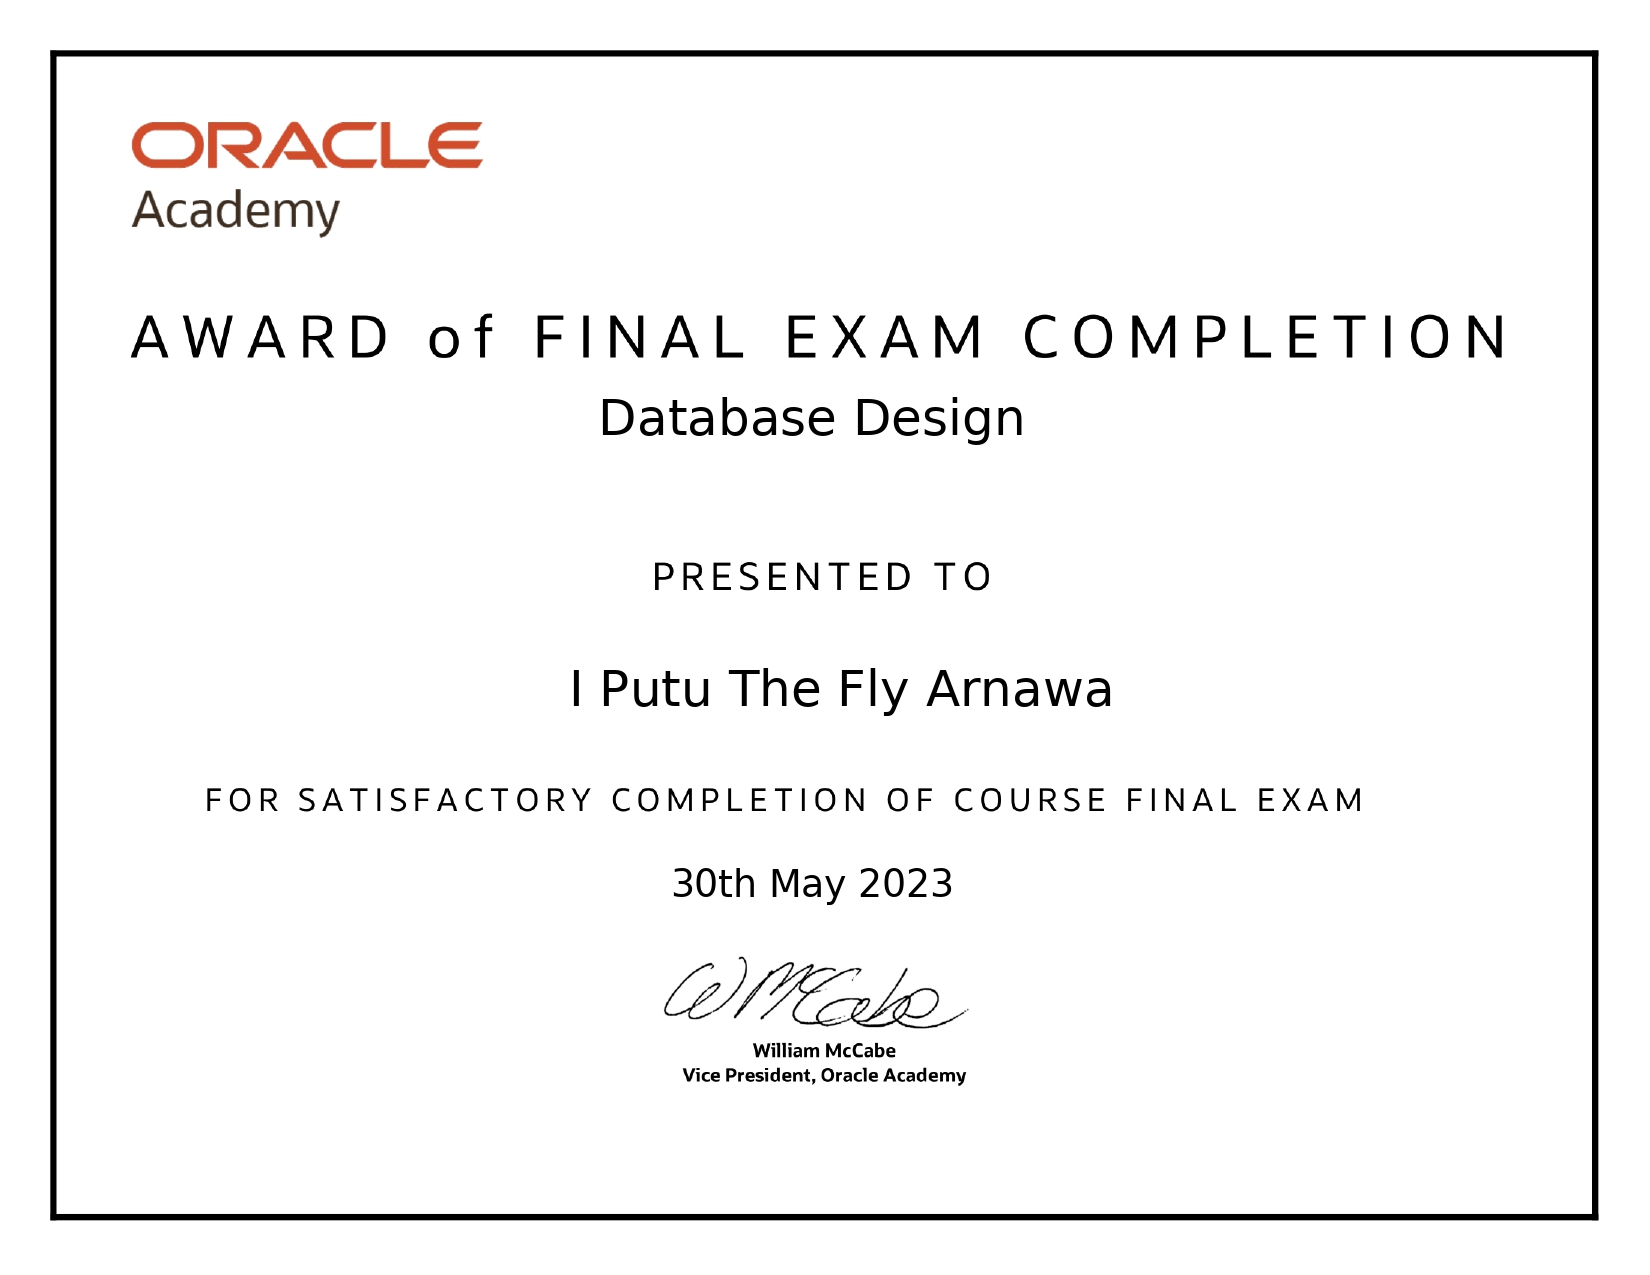 ORACLE
Academy
AWARD of FINAL EXAM COMPLETION
Database Design
PRESENTED TO
I Putu The Fly Arnawa
FOR SATISFACTORY COMPLETION OF COURSE FINAL EXAM
30th May 2023
W McCabe
William McCabe
Vice President, Oracle Academy